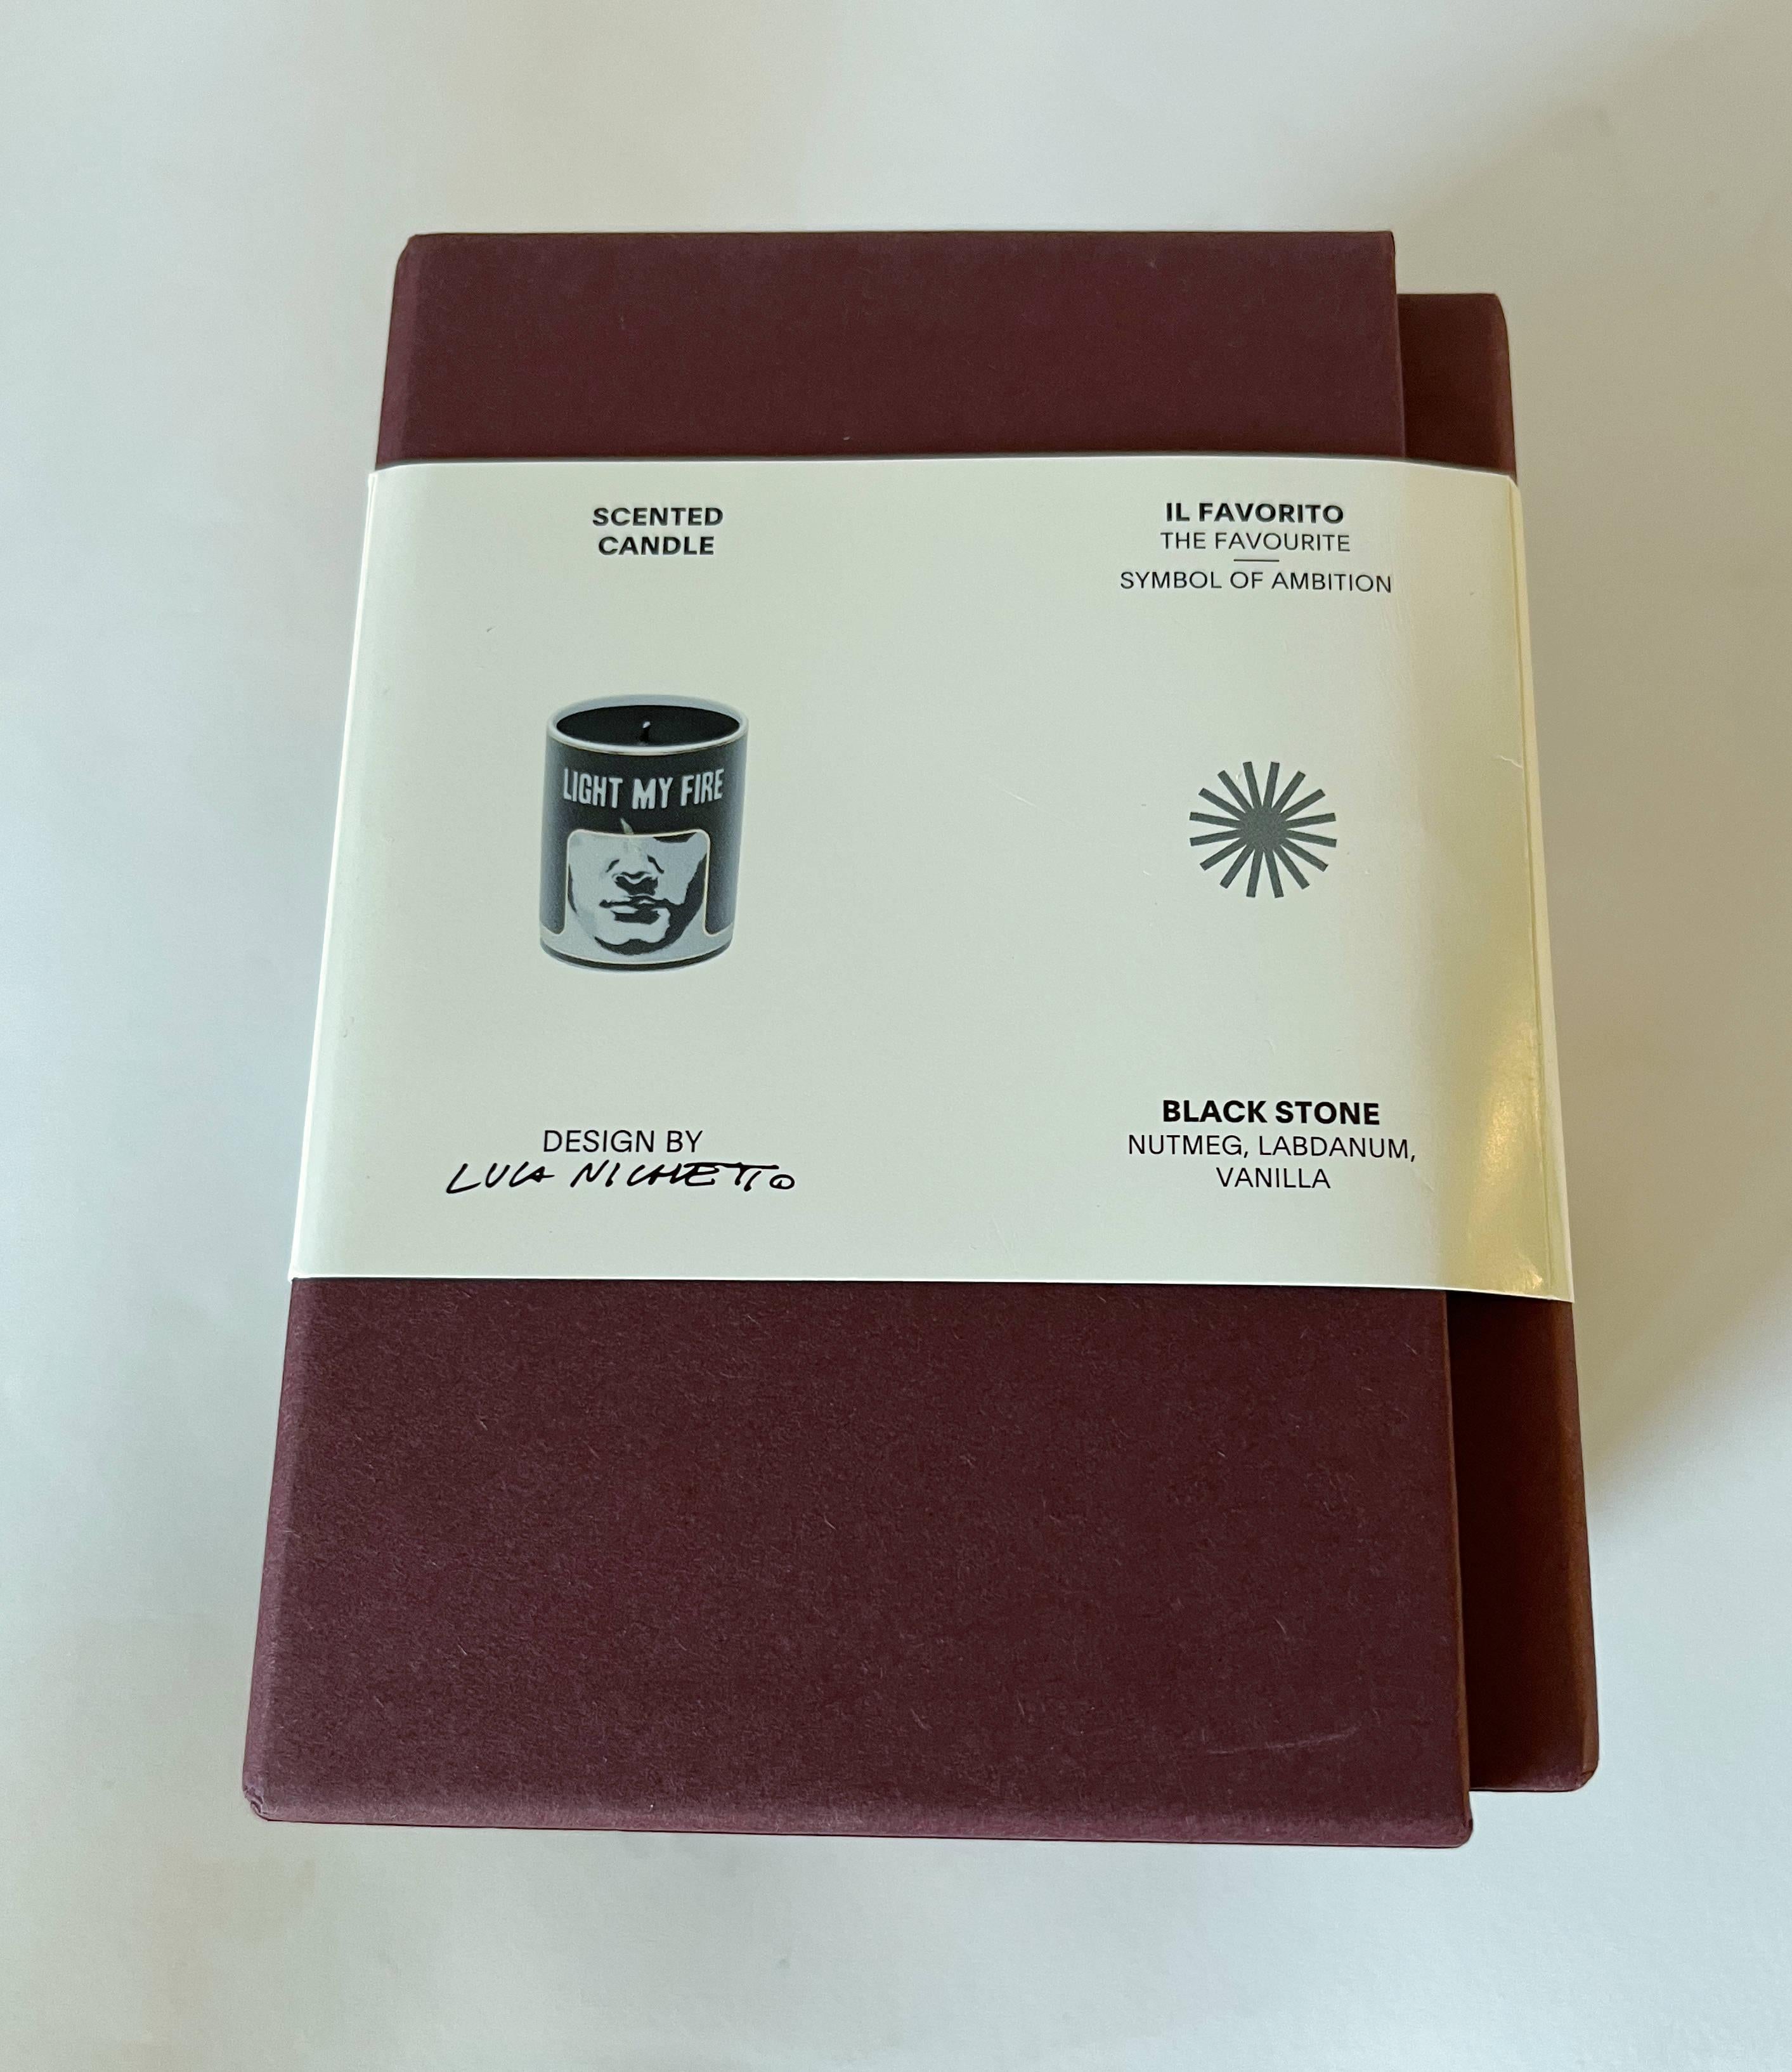 SCENTED
CANDLE
LIGHT MY FIRE
DESIGN BY
LUCA NICHETTO
IL FAVORITO
THE FAVOURITE
SYMBOL OF AMBITION
BLACK STONE
NUTMEG, LABDANUM,
VANILLA